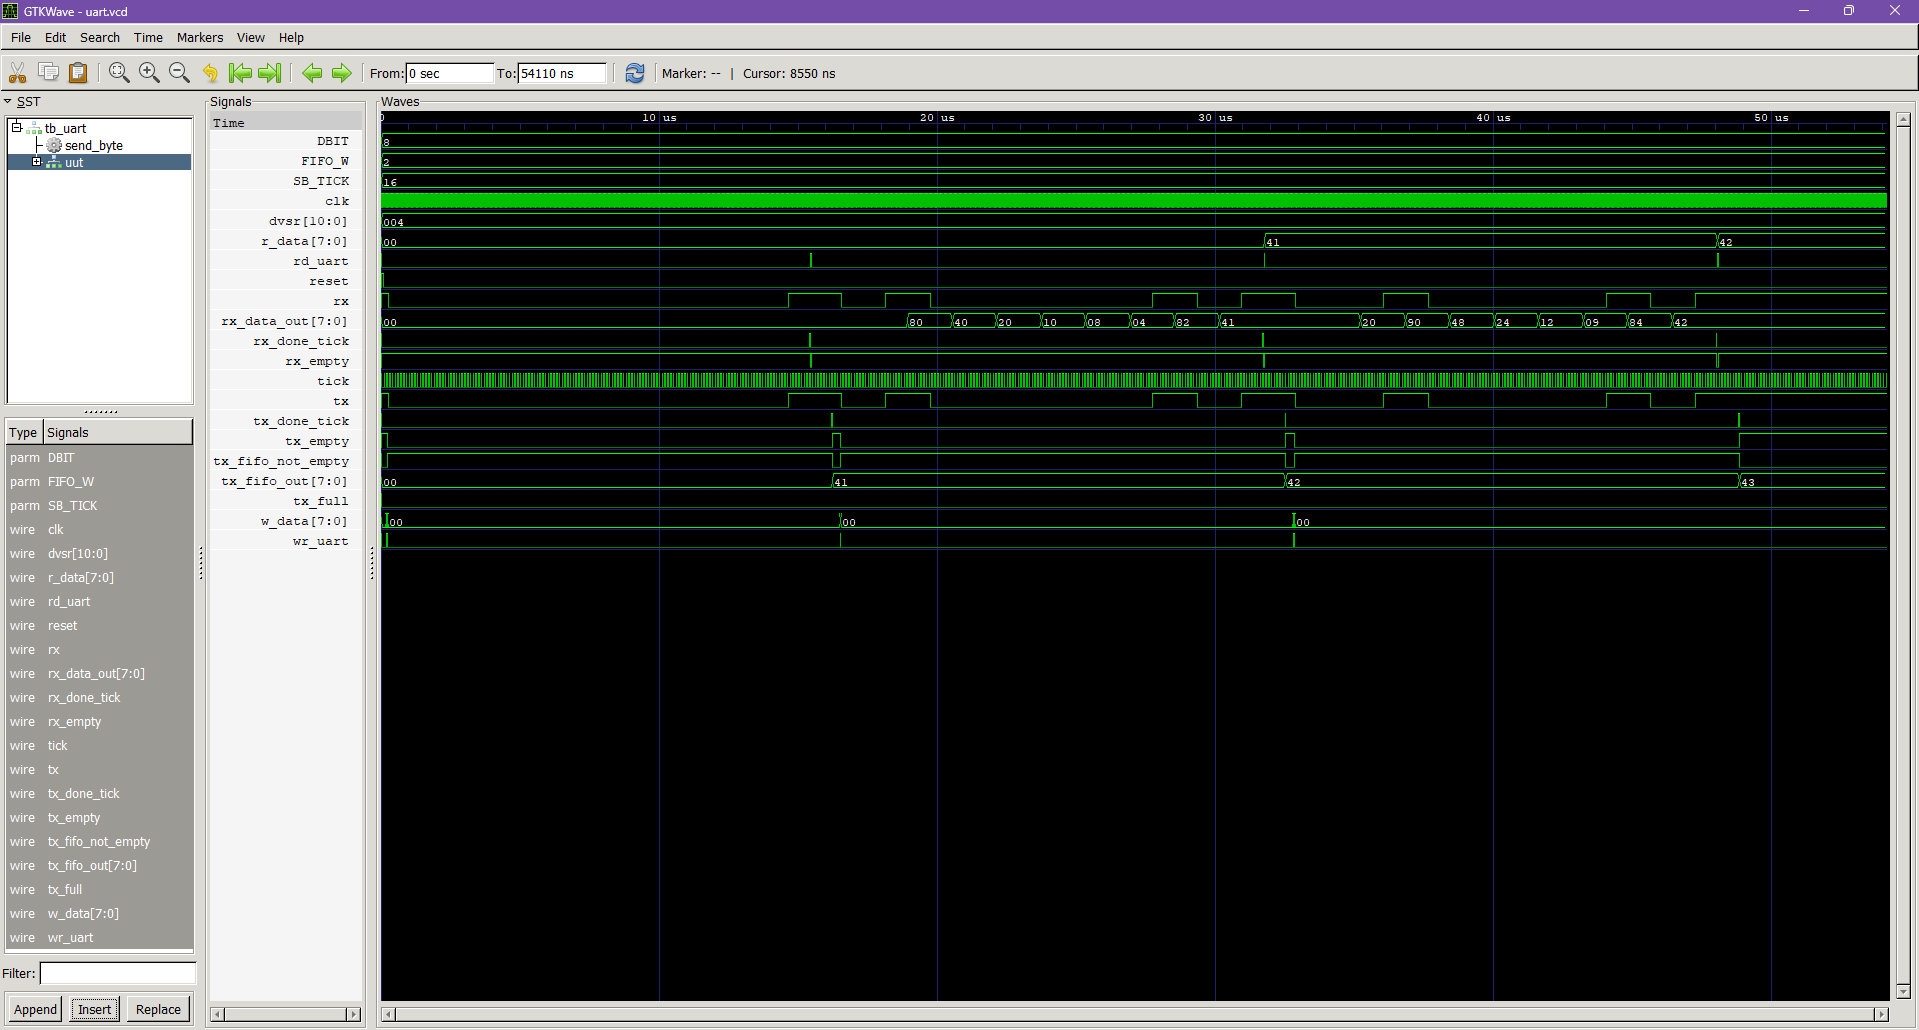 GTKWave - uart.vcd
File Edit Search Time Markers View Help
From: 0 sec To: 54110 ns Marker: -- | Cursor: 8550 ns
SST
tb_uart
send_byte
uut
Type Signals
parm DBIT
parm FIFO_W
parm SB_TICK
wire clk
wire dvsr[10:0]
wire r_data[7:0]
wire rd_uart
wire reset
wire rx
wire rx_data_out[7:0]
wire rx_done_tick
wire rx_empty
wire tick
wire tx
wire tx_done_tick
wire tx_empty
wire tx_fifo_not_empty
wire tx_fifo_out[7:0]
wire tx_full
wire w_data[7:0]
wire wr_uart
Filter:
Append Insert Replace
Signals
Time
DBIT
FIFO_W
SB_TICK
clk
dvsr[10:0]
r_data[7:0]
rd_uart
reset
rx
rx_data_out[7:0]
rx_done_tick
rx_empty
tick
tx
tx_done_tick
tx_empty
tx_fifo_not_empty
tx_fifo_out[7:0]
tx_full
w_data[7:0]
wr_uart
Waves
0 10 us 20 us 30 us 40 us 50 us
8
2
16
004
00 41 42
00 80 40 20 10 08 04 82 41 20 90 48 24 12 09 84 42
00 41 42 43
00 00 00